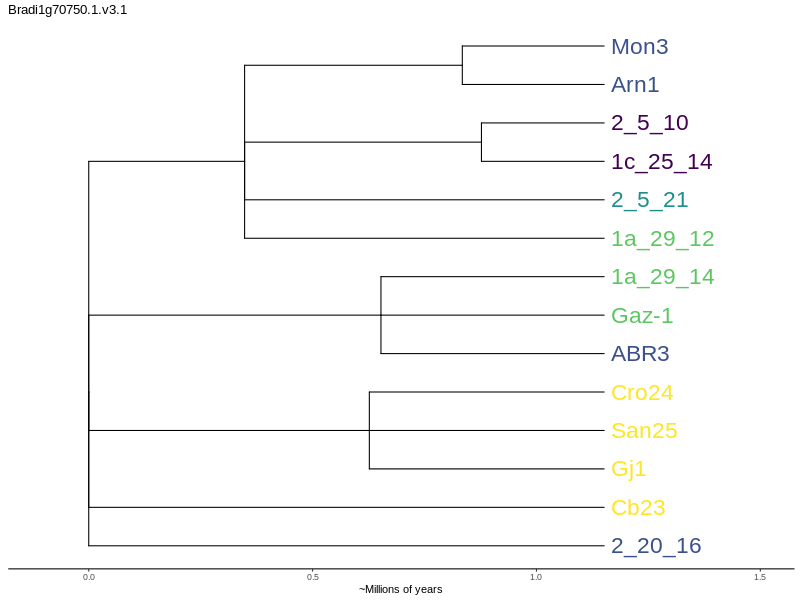 Bradi1g70750.1.v3.1
Mon3
Arn1
2_5_10
1c_25_14
2_5_21
1a_29_12
1a_29_14
Gaz-1
ABR3
Cro24
San25
Gj1
Cb23
2_20_16
0.0 0.5 1.0 1.5
~Millions of years